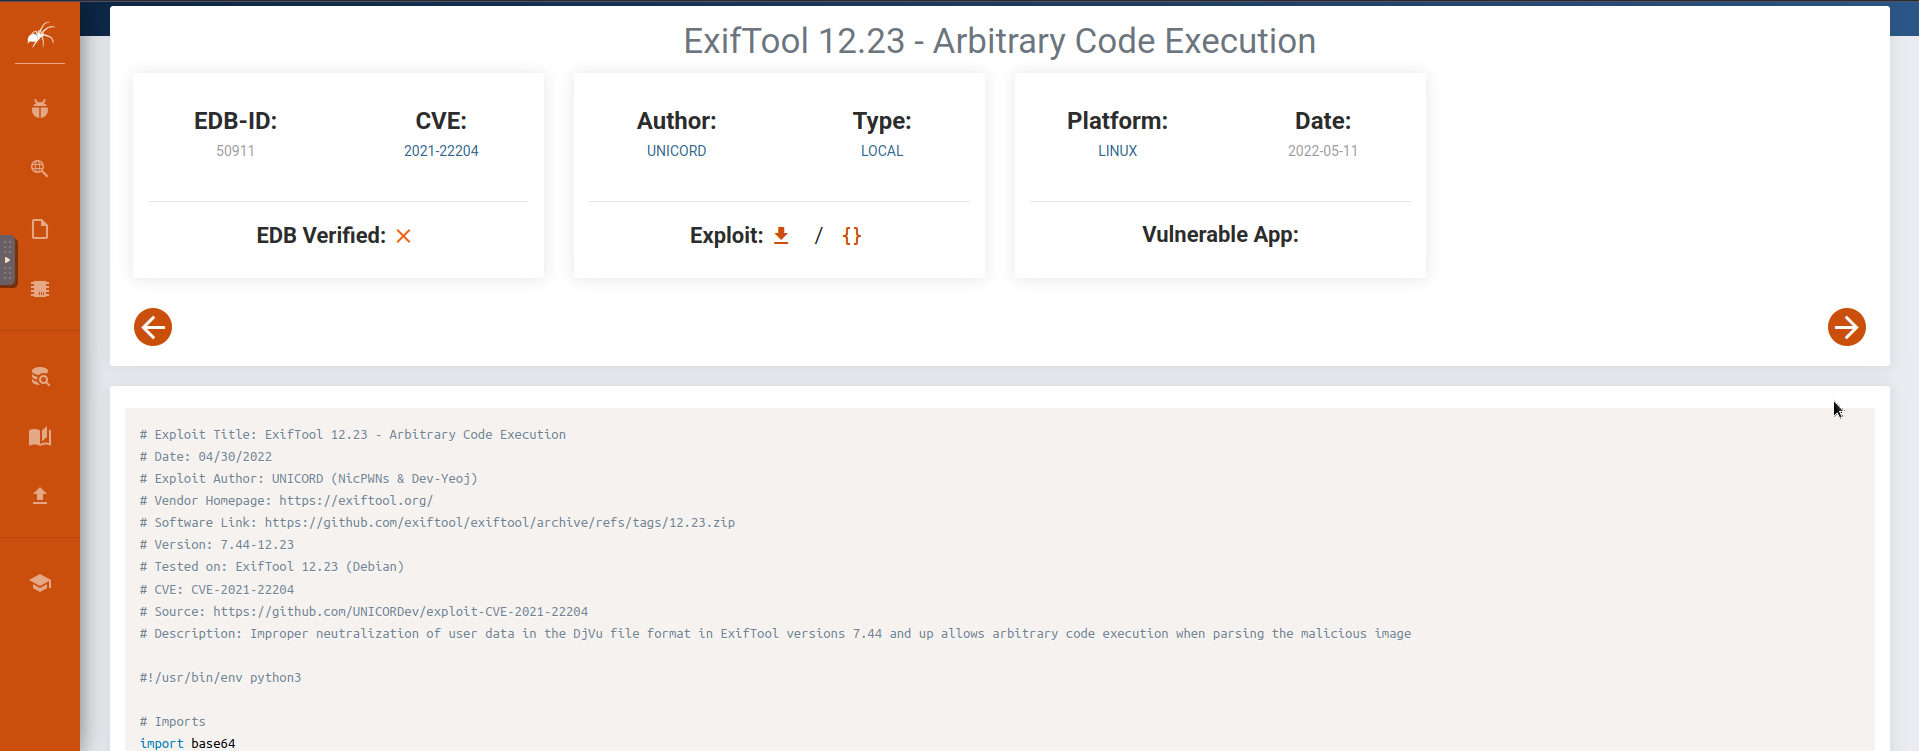 ExifTool 12.23 - Arbitrary Code Execution
EDB-ID:
50911
CVE:
2021-22204
EDB Verified:
Author:
UNICORD
Type:
LOCAL
Exploit: / {}
Platform:
LINUX
Date:
2022-05-11
Vulnerable App:
# Exploit Title: ExifTool 12.23 - Arbitrary Code Execution
# Date: 04/30/2022
# Exploit Author: UNICORD (NicPWNs & Dev-Yeoj)
# Vendor Homepage: https://exiftool.org/
# Software Link: https://github.com/exiftool/exiftool/archive/refs/tags/12.23.zip
# Version: 7.44-12.23
# Tested on: ExifTool 12.23 (Debian)
# CVE: CVE-2021-22204
# Source: https://github.com/UNICORDev/exploit-CVE-2021-22204
# Description: Improper neutralization of user data in the DjVu file format in ExifTool versions 7.44 and up allows arbitrary code execution when parsing the malicious image
#!/usr/bin/env python3
# Imports
import base64